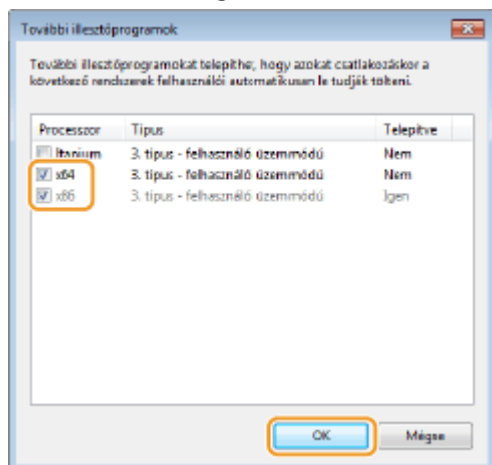 További illesztőprogramok
További illesztőprogramokat telepíthet, hogy azokat csatlakozáskor a
következő rendszerek felhasználói automatikusan le tudják tölteni.
Processzor Típus Telepítve
Itanium 3. típus - felhasználó üzemmódú Nem
x64 3. típus - felhasználó üzemmódú Nem
x86 3. típus - felhasználó üzemmódú Igen
OK Mégse